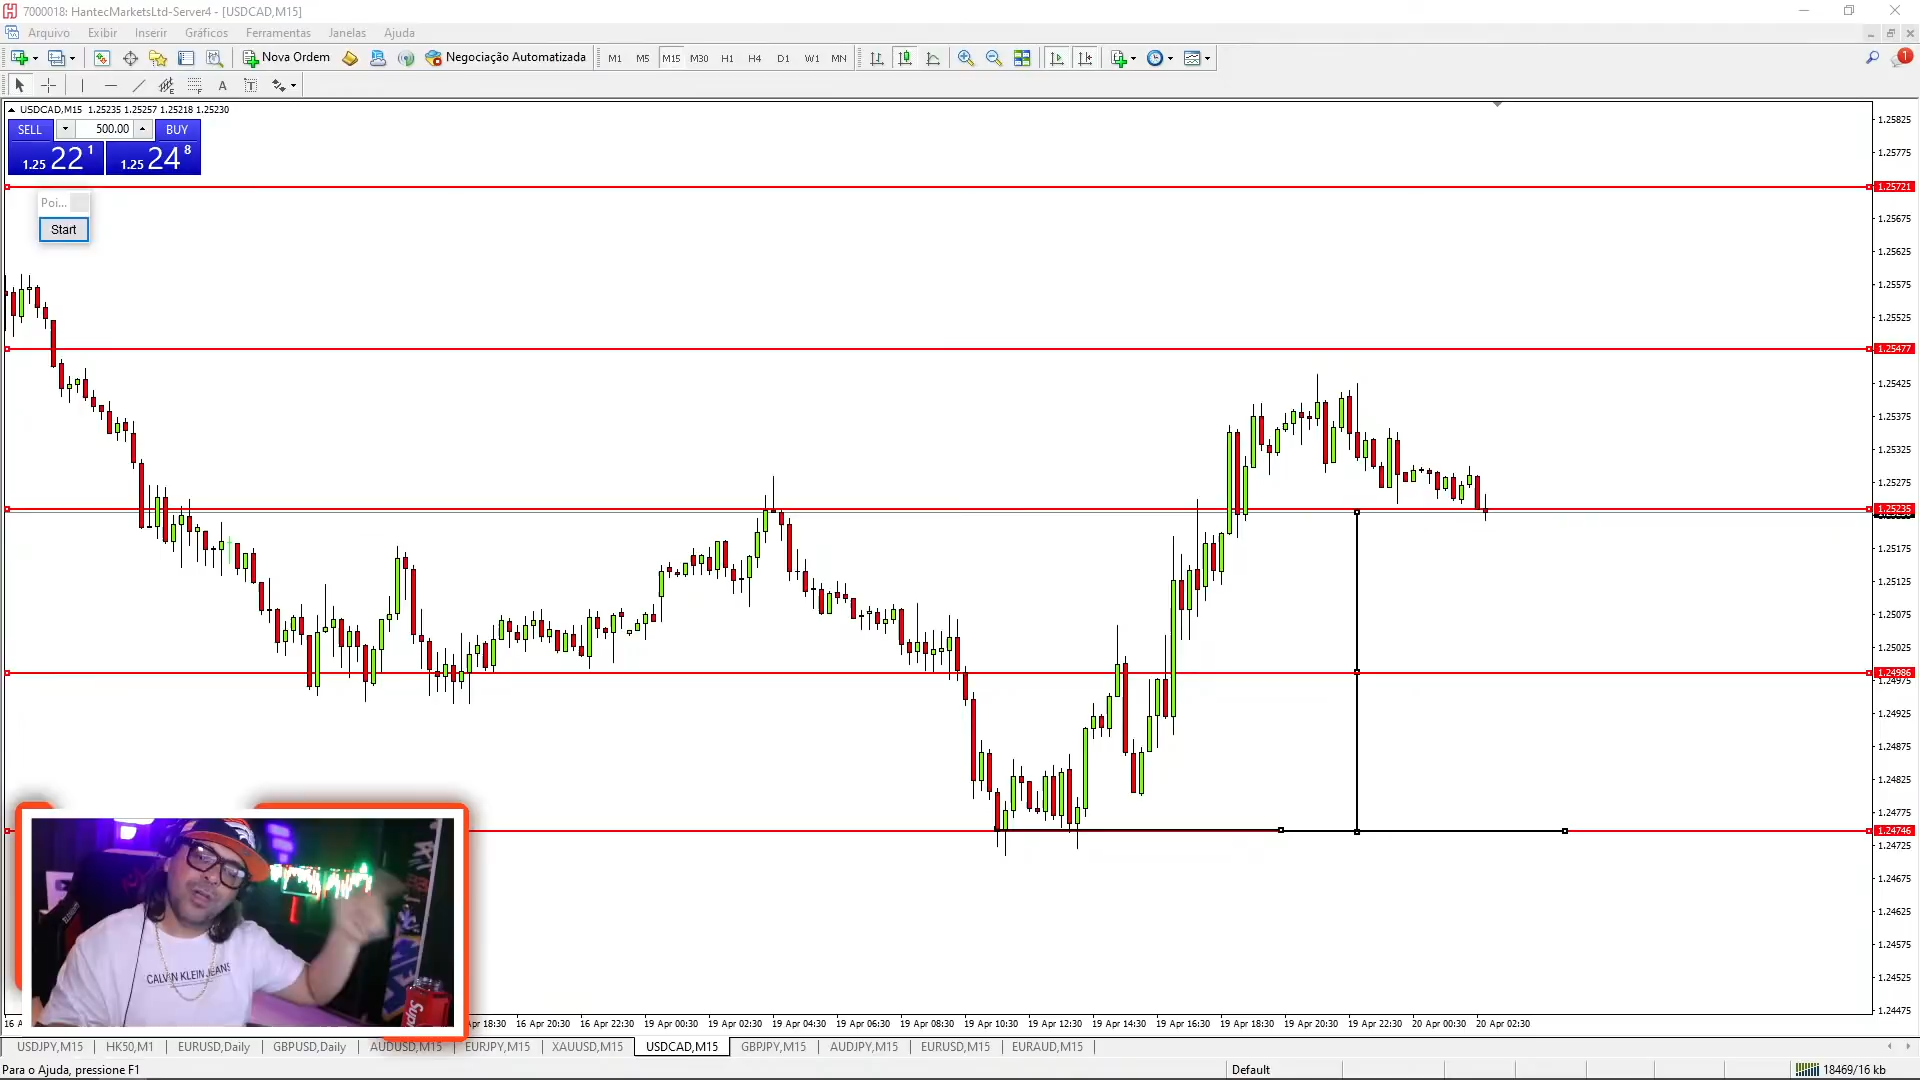 7000018: HantecMarketsLtd-Server4 - [USDCAD,M15]
Arquivo Exibir Inserir Gráficos Ferramentas Janelas Ajuda
Nova Ordem Negociação Automatizada M1 M5 M15 M30 H1 H4 D1 W1 MN 1
A T
USDCAD,M15 1.25235 1.25257 1.25218 1.25230
SELL 500.00 BUY
1.25 22 1 1.25 24 8
Poi...
Start
1.25825
1.25775
1.25721
1.25675
1.25625
1.25575
1.25525
1.25477
1.25425
1.25375
1.25325
1.25275
1.25235
1.25175
1.25125
1.25075
1.25025
1.24986
1.24975
1.24925
1.24875
1.24825
1.24775
1.24746
1.24725
1.24675
1.24625
1.24575
1.24525
1.24475
CALVIN KLEIN JEANS
16 A 18:30 16 Apr 20:30 16 Apr 22:30 19 Apr 00:30 19 Apr 02:30 19 Apr 04:30 19 Apr 06:30 19 Apr 08:30 19 Apr 10:30 19 Apr 12:30 19 Apr 14:30 19 Apr 16:30 19 Apr 18:30 19 Apr 20:30 19 Apr 22:30 20 Apr 00:30 20 Apr 02:30
USDJPY,M15 HK50,M1 EURUSD,Daily GBPUSD,Daily AUDUSD,M15 EURJPY,M15 XAUUSD,M15 USDCAD,M15 GBPJPY,M15 AUDJPY,M15 EURUSD,M15 EURAUD,M15
Para o Ajuda, pressione F1 Default 18469/16 kb